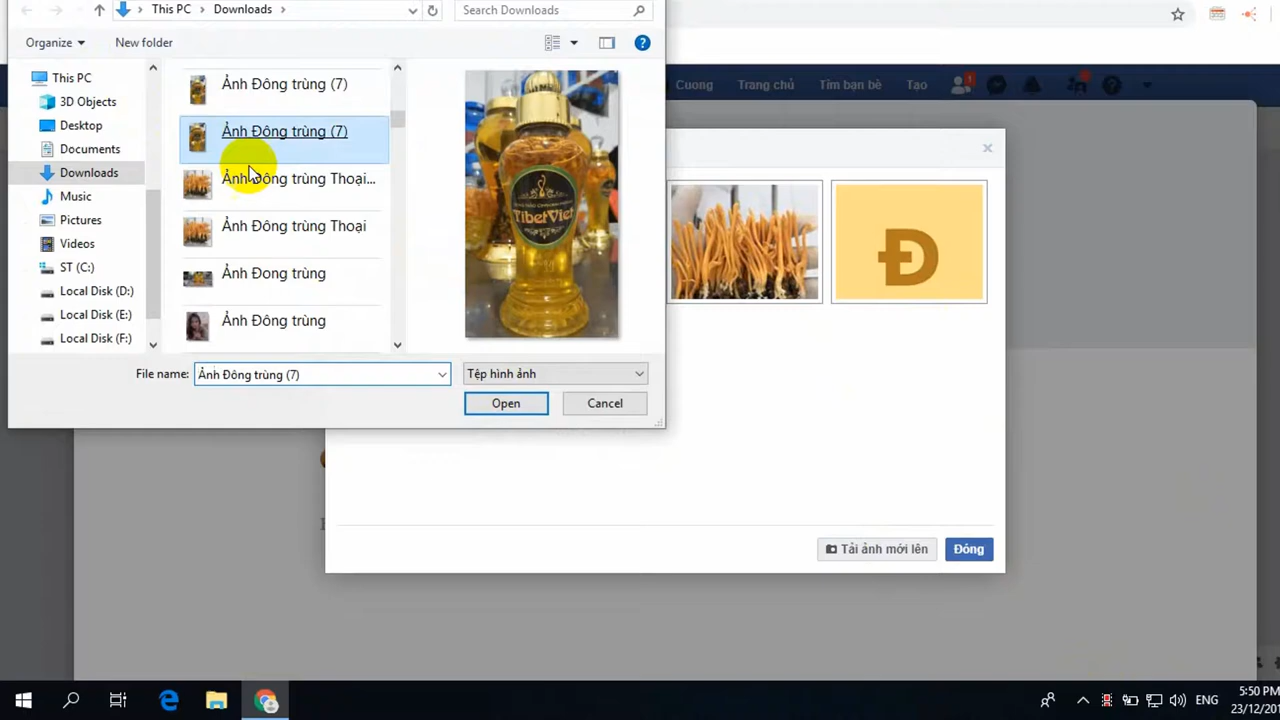 This PC > Downloads >
Search Downloads
Organize
New folder
This PC
3D Objects
Desktop
Documents
Downloads
Music
Pictures
Videos
ST (C:)
Local Disk (D:)
Local Disk (E:)
Local Disk (F:)
Ảnh Đông trùng (7)
Ảnh Đông trùng (7)
Ảnh Đông trùng Thoại...
Ảnh Đông trùng Thoại
Ảnh Đong trùng
Ảnh Đông trùng
TibetViet
File name:
Ảnh Đông trùng (7)
Tệp hình ảnh
Open
Cancel
Cuong
Trang chủ
Tìm bạn bè
Tạo
Đ
Tải ảnh mới lên
Đóng
ENG
5:50 PM